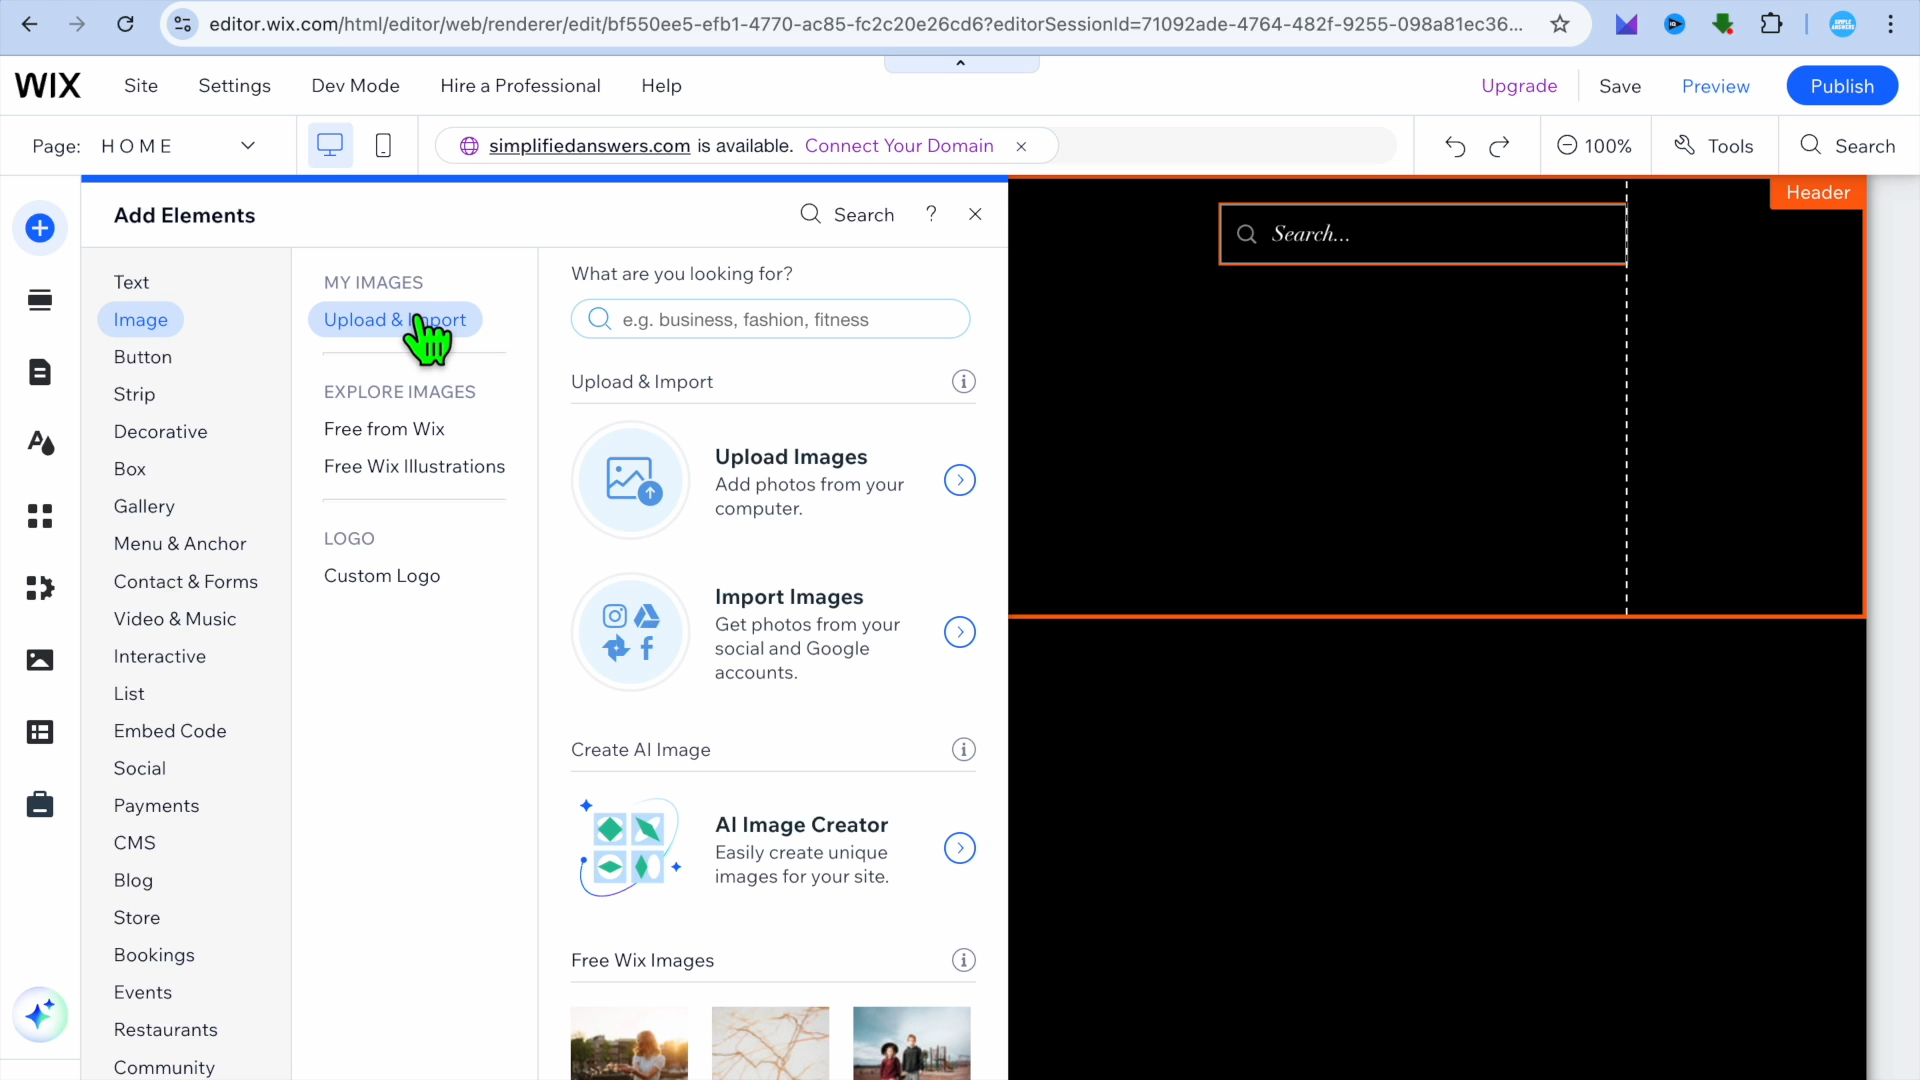 editor.wix.com/html/editor/web/renderer/edit/bf550ee5-efb1-4770-ac85-fc2c20e26cd6?editorSessionId=71092ade-4764-482f-9255-098a81ec36...
WIX Site Settings Dev Mode Hire a Professional Help Upgrade Save Preview Publish
Page: HOME simplifiedanswers.com is available. Connect Your Domain 100% Tools Search
Add Elements Search ?
Header
Search...
Text
Image
Button
Strip
Decorative
Box
Gallery
Menu & Anchor
Contact & Forms
Video & Music
Interactive
List
Embed Code
Social
Payments
CMS
Blog
Store
Bookings
Events
Restaurants
Community
MY IMAGES
Upload & Import
EXPLORE IMAGES
Free from Wix
Free Wix Illustrations
LOGO
Custom Logo
What are you looking for?
e.g. business, fashion, fitness
Upload & Import
Upload Images
Add photos from your
computer.
Import Images
Get photos from your
social and Google
accounts.
Create AI Image
AI Image Creator
Easily create unique
images for your site.
Free Wix Images